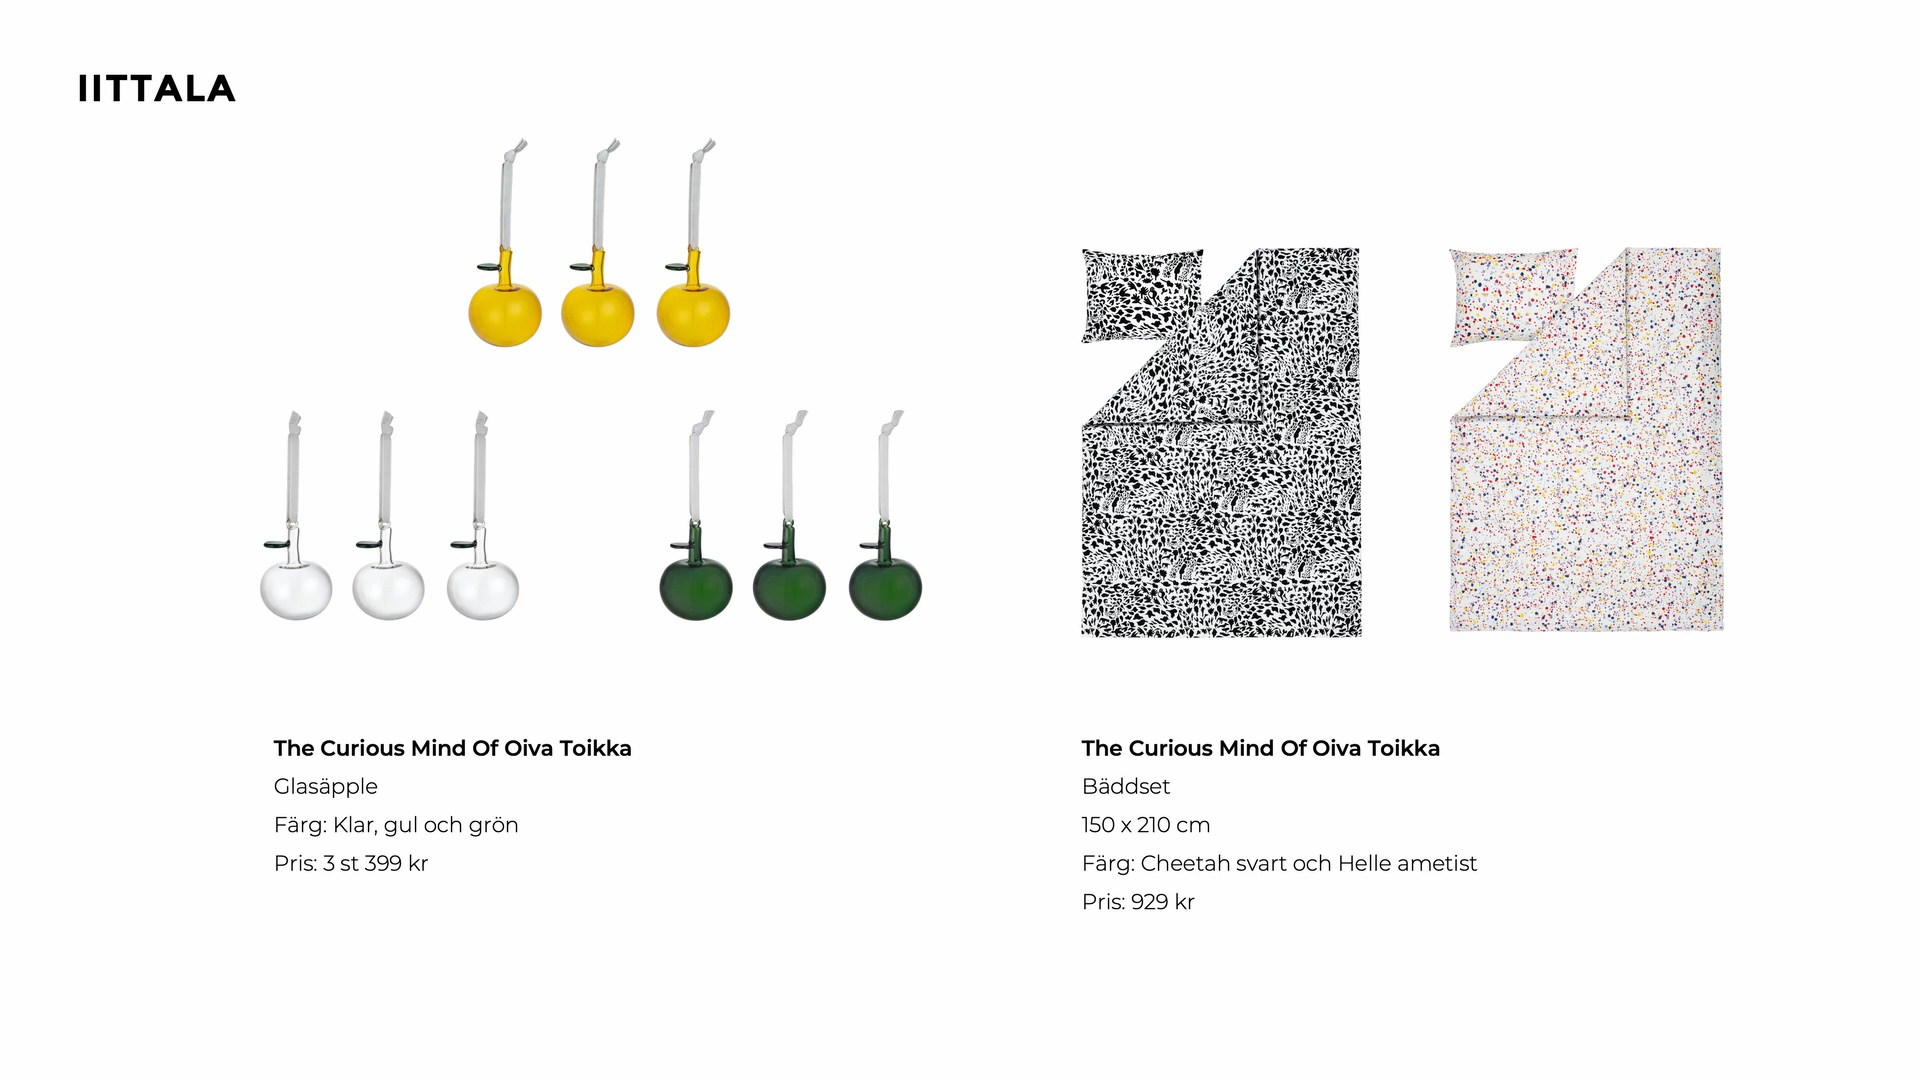 IITTALA
The Curious Mind Of Oiva Toikka
Glasäpple
Färg: Klar, gul och grön
Pris: 3 st 399 kr
The Curious Mind Of Oiva Toikka
Bäddset
150 x 210 cm
Färg: Cheetah svart och Helle ametist
Pris: 929 kr